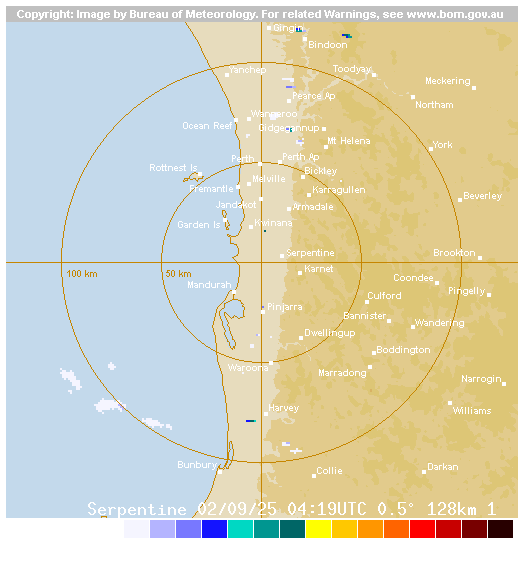 Copyright: Image by Bureau of Meteorology. For related Warnings, see www.bom.gov.au
Gingin
Bindoon
Yanchep
Toodyay
Meckering
Pearce Ap
Northam
Wanneroo
Ocean Reef
Gidgegannup
Mt Helena
York
Perth
Perth Ap
Rottnest Is
Bickley
Melville
Fremantle
Karragullen
Beverley
Jandakot
Armadale
Garden Is
Kwinana
Serpentine
Brookton
100 km
50 km
Karnet
Coondee
Mandurah
Culford
Pingelly
Pinjarra
Bannister
Wandering
Dwellingup
Boddington
Waroona
Marradong
Narrogin
Harvey
Williams
Bunbury
Collie
Darkan
Serpentine 02/09/25 04:19UTC 0.5° 128km 1